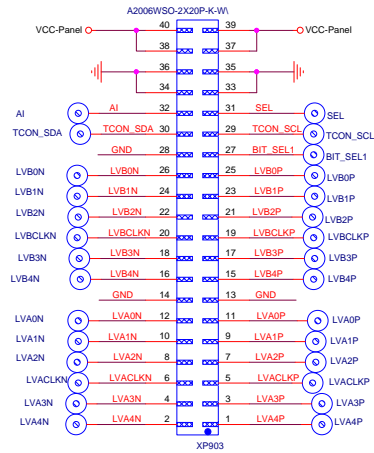 A2006WSO-2X20P-K-W\
VCC-Panel 40 39 VCC-Panel
38 37
36 35
34 33
AI AI 32 31 SEL SEL
TCON_SDA TCON_SDA 30 29 TCON_SCL TCON_SCL
GND 28 27 BIT_SEL1 BIT_SEL1
LVB0N LVB0N 26 25 LVB0P LVB0P
LVB1N LVB1N 24 23 LVB1P LVB1P
LVB2N LVB2N 22 21 LVB2P LVB2P
LVBCLKN LVBCLKN 20 19 LVBCLKP LVBCLKP
LVB3N LVB3N 18 17 LVB3P LVB3P
LVB4N LVB4N 16 15 LVB4P LVB4P
GND 14 13 GND
LVA0N LVA0N 12 11 LVA0P LVA0P
LVA1N LVA1N 10 9 LVA1P LVA1P
LVA2N LVA2N 8 7 LVA2P LVA2P
LVACLKN LVACLKN 6 5 LVACLKP LVACLKP
LVA3N LVA3N 4 3 LVA3P LVA3P
LVA4N LVA4N 2 1 LVA4P LVA4P
XP903